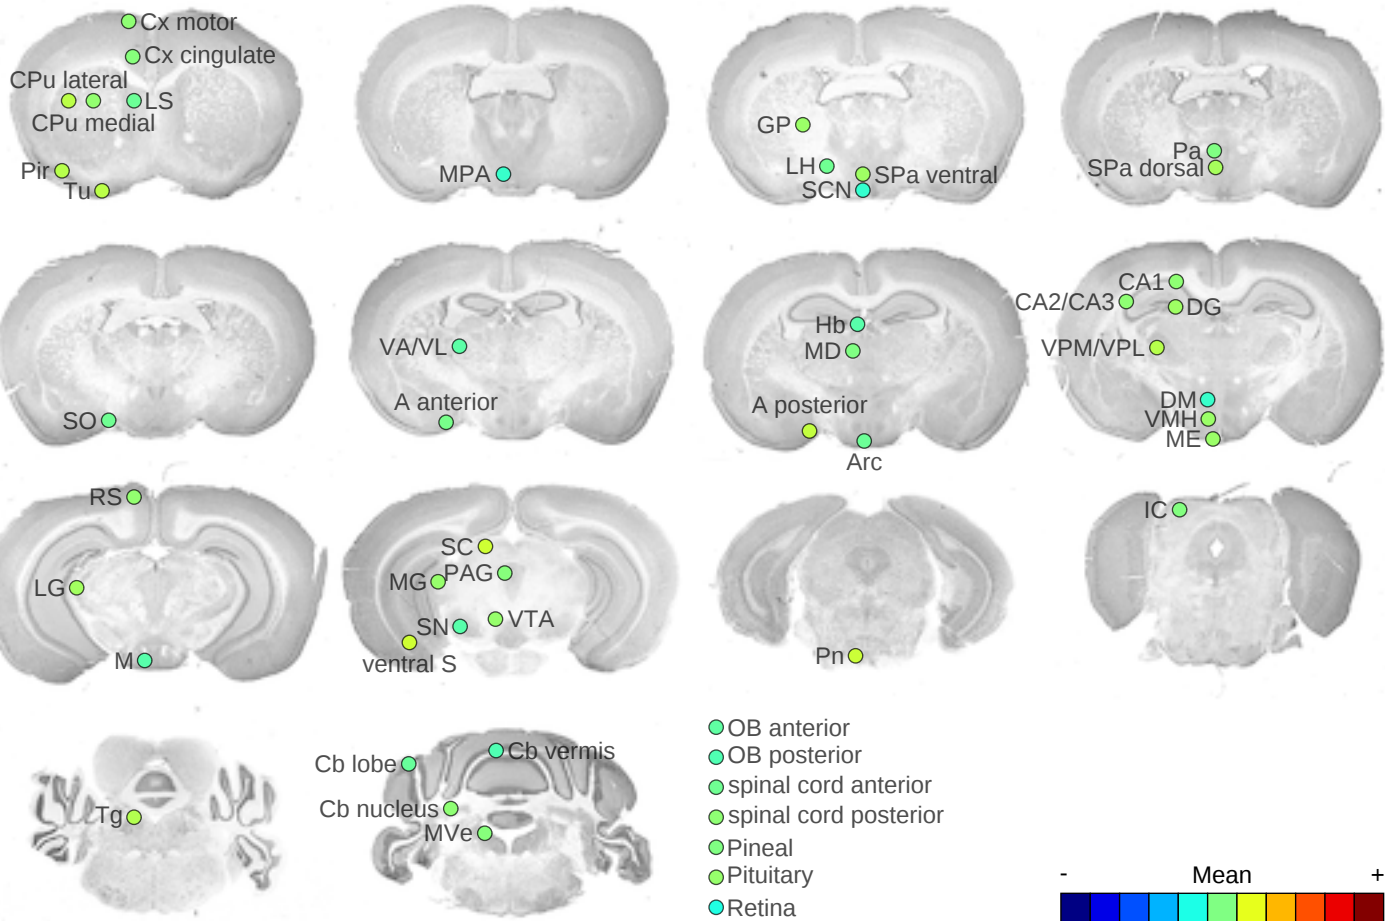 Cx motor
Cx cingulate
CPu lateral
LS
CPu medial
Pir
Tu
MPA
GP
LH
SPa ventral
SCN
Pa
SPa dorsal
SO
VA/VL
A anterior
Hb
MD
A posterior
Arc
CA1
CA2/CA3
DG
VPM/VPL
DM
VMH
ME
RS
LG
M
SC
MG
PAG
SN
VTA
ventral S
Pn
IC
Tg
Cb lobe
Cb vermis
Cb nucleus
MVe
OB anterior
OB posterior
spinal cord anterior
spinal cord posterior
Pineal
Pituitary
Retina
- Mean +